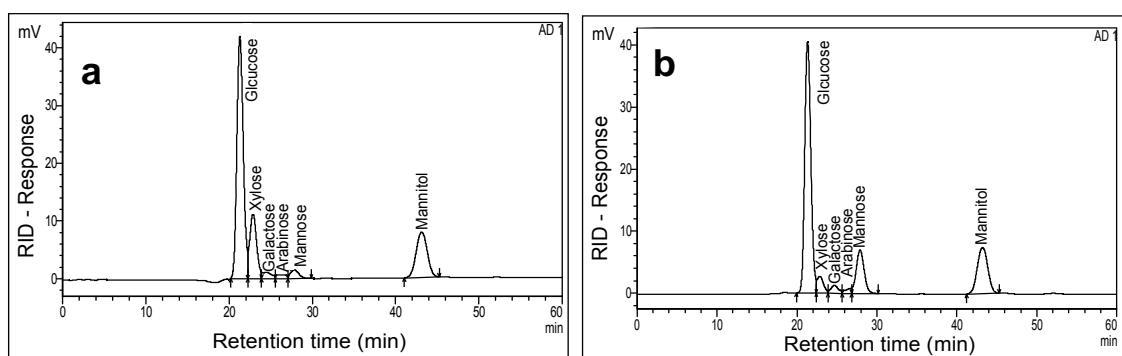 mV
AD 1
a
40
30
20
10
0
RID - Response
Glcucose
Xylose
Galactose
Arabinose
Mannose
Mannitol
0 10 20 30 40 50 60
min
Retention time (min)
mV
AD 1
b
40
30
20
10
0
RID - Response
Glcucose
Xylose
Galactose
Arabinose
Mannose
Mannitol
0 10 20 30 40 50 60
min
Retention time (min)